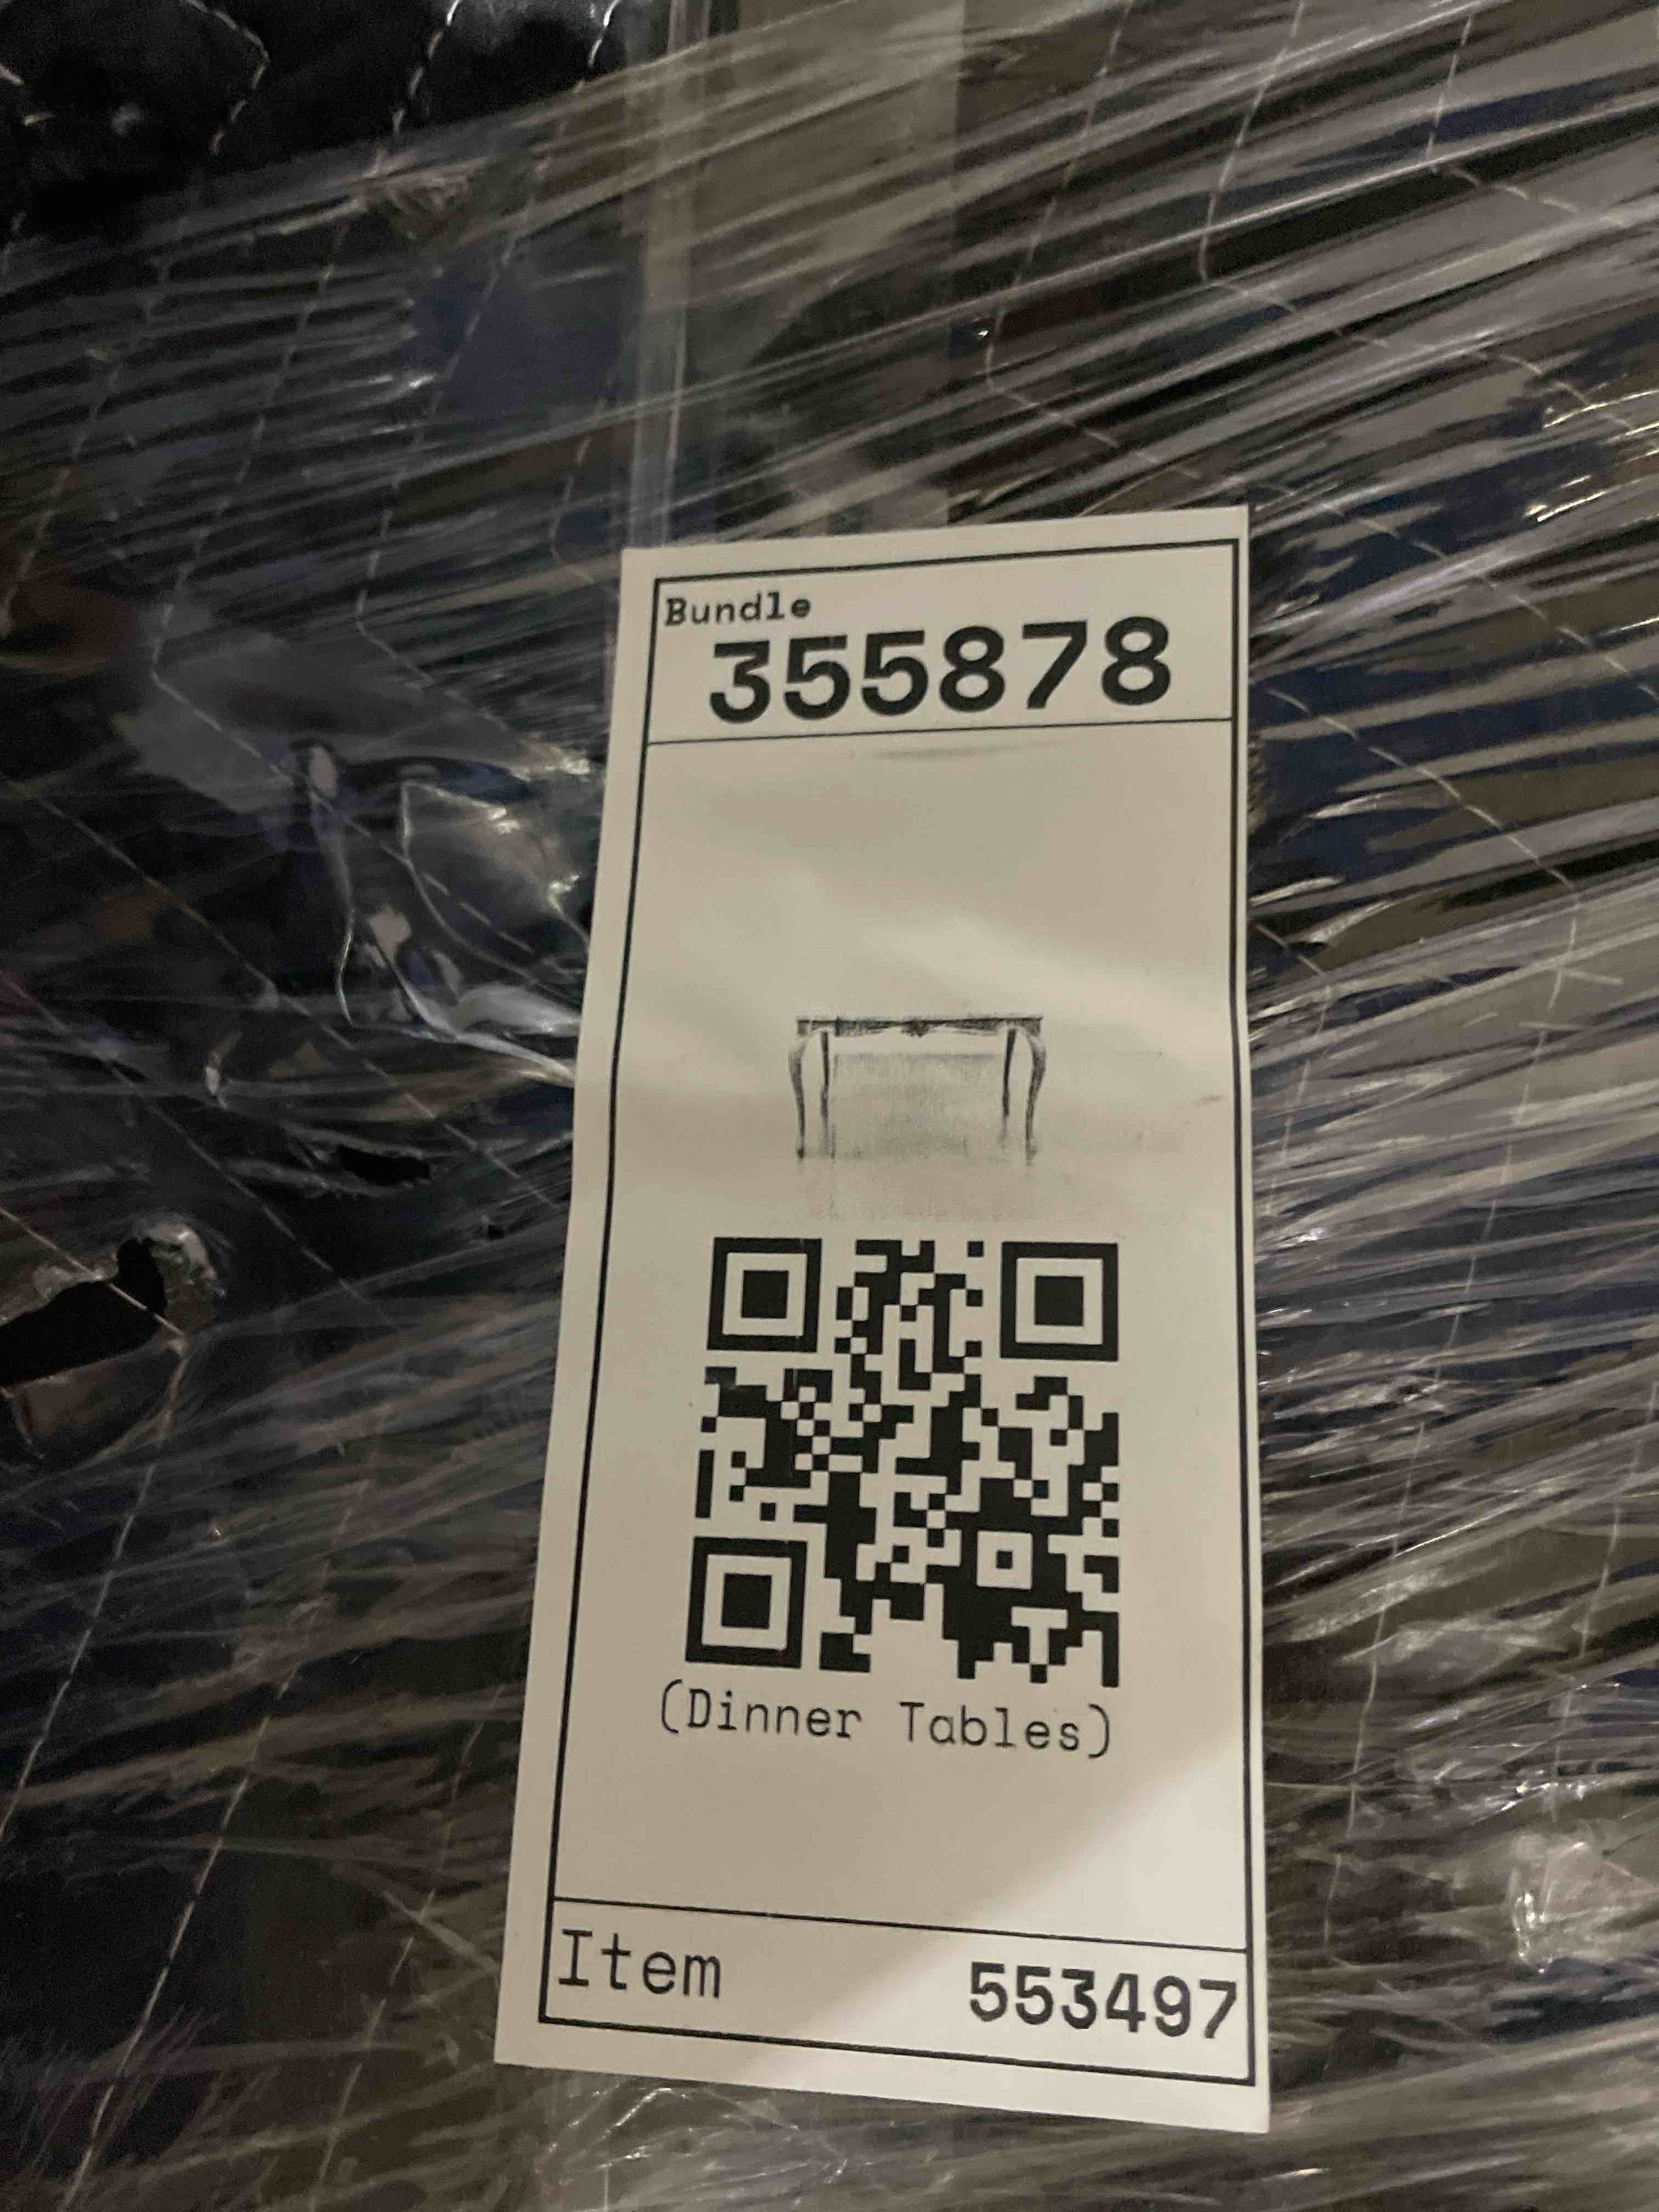 Bundle
355878
(Dinner Tables)
Item 553497